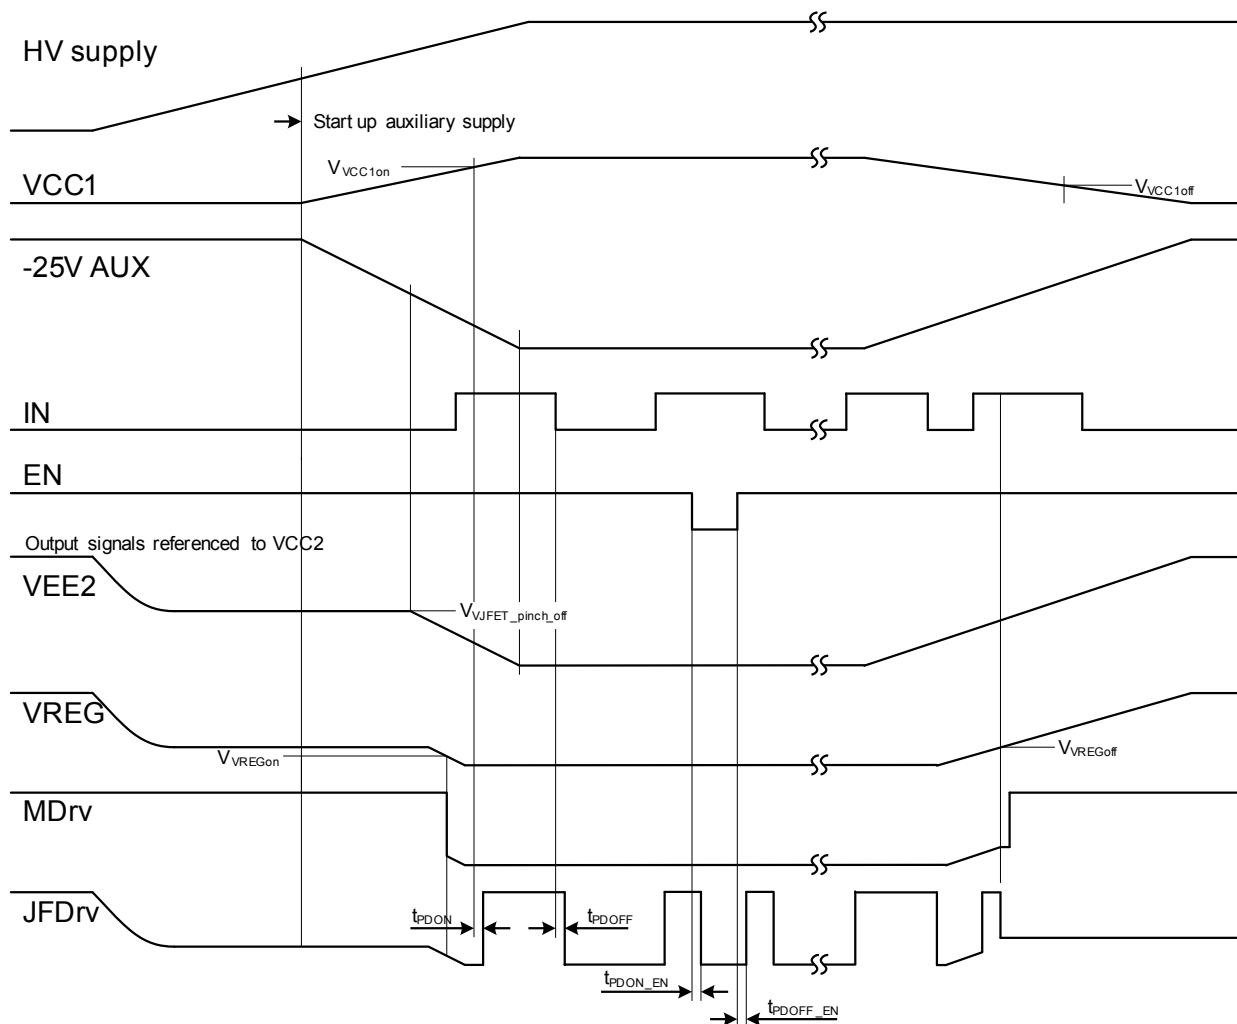 HV supply
Start up auxiliary supply
VVCC1on
VCC1
VVCC1off
-25V AUX
IN
EN
Output signals referenced to VCC2
VEE2
VVJFET_pinch_off
VREG
VVREGon
VVREGoff
MDrv
JFDrv
tPDON
tPDOFF
tPDON_EN
tPDOFF_EN